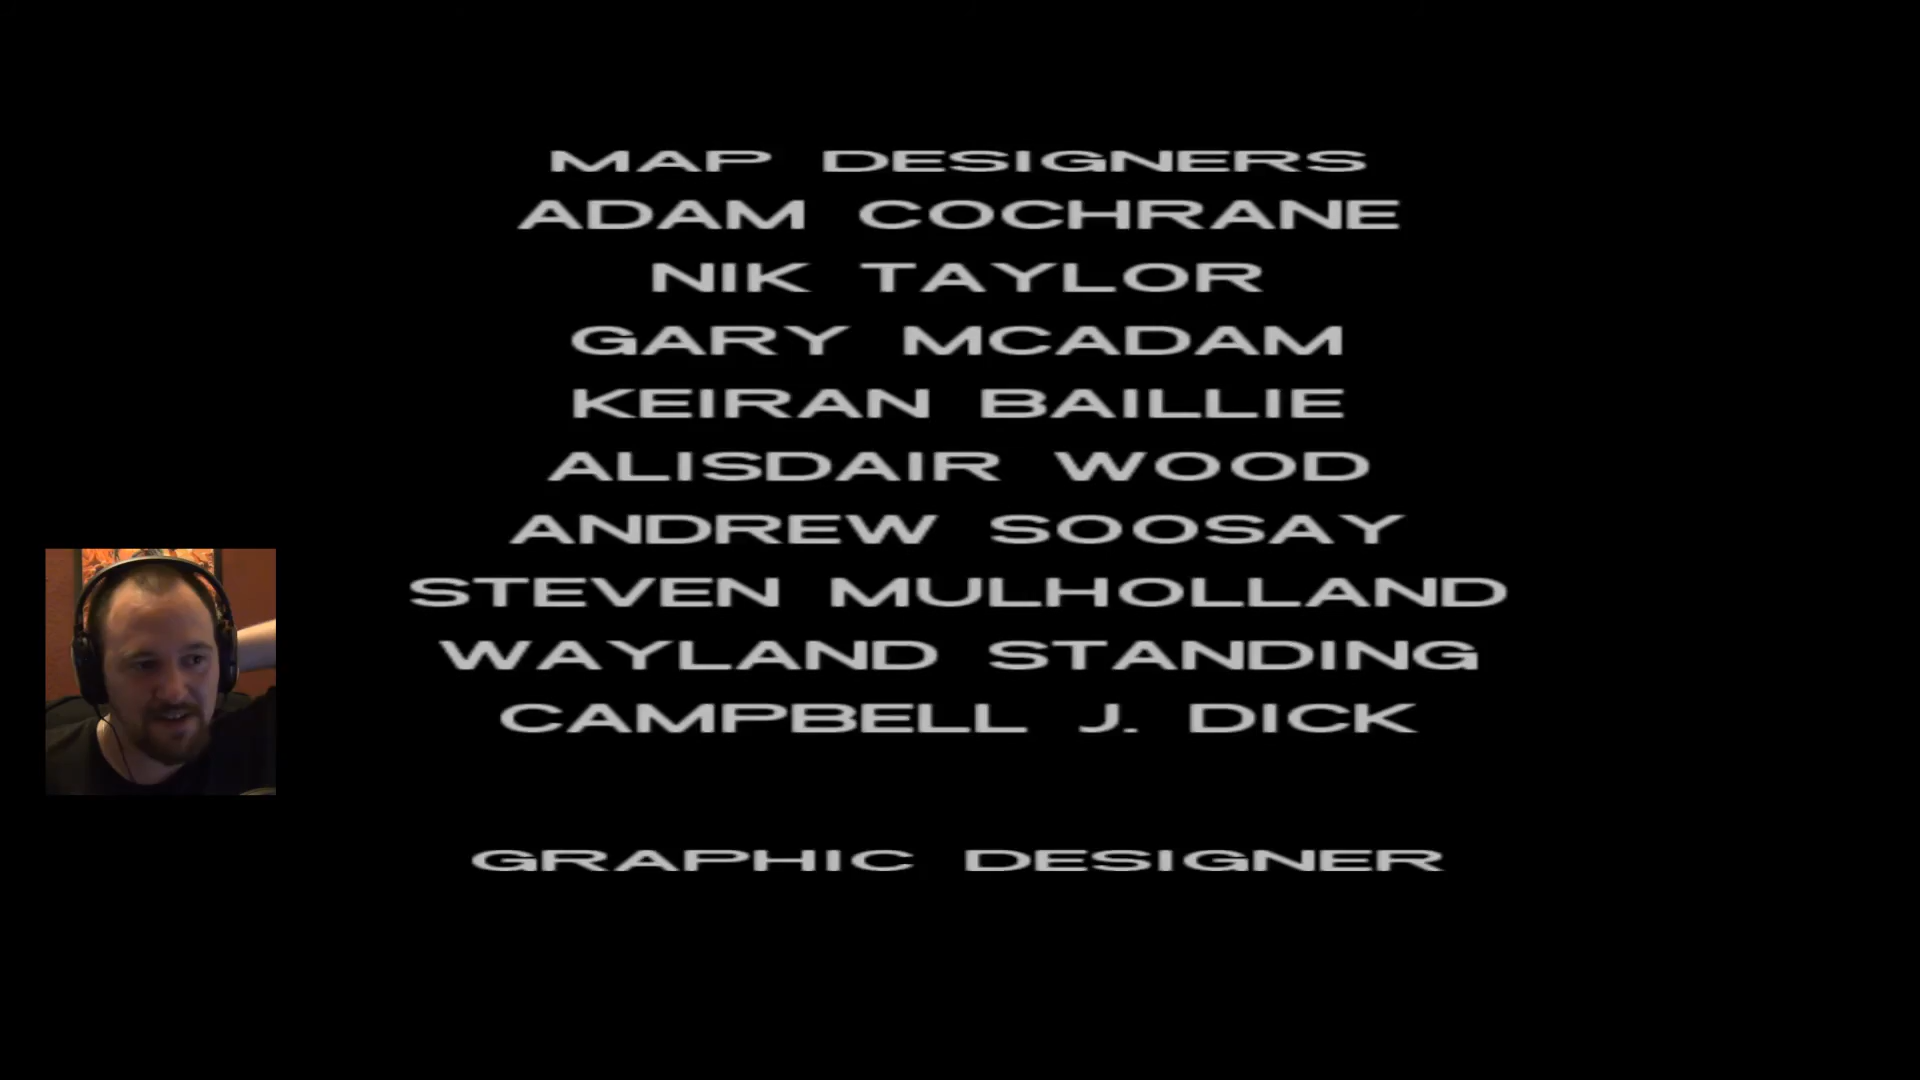 MAP DESIGNERS
ADAM COCHRANE
NIK TAYLOR
GARY MCADAM
KEIRAN BAILLIE
ALISDAIR WOOD
ANDREW SOOSAY
STEVEN MULHOLLAND
WAYLAND STANDING
CAMPBELL J. DICK
GRAPHIC DESIGNER